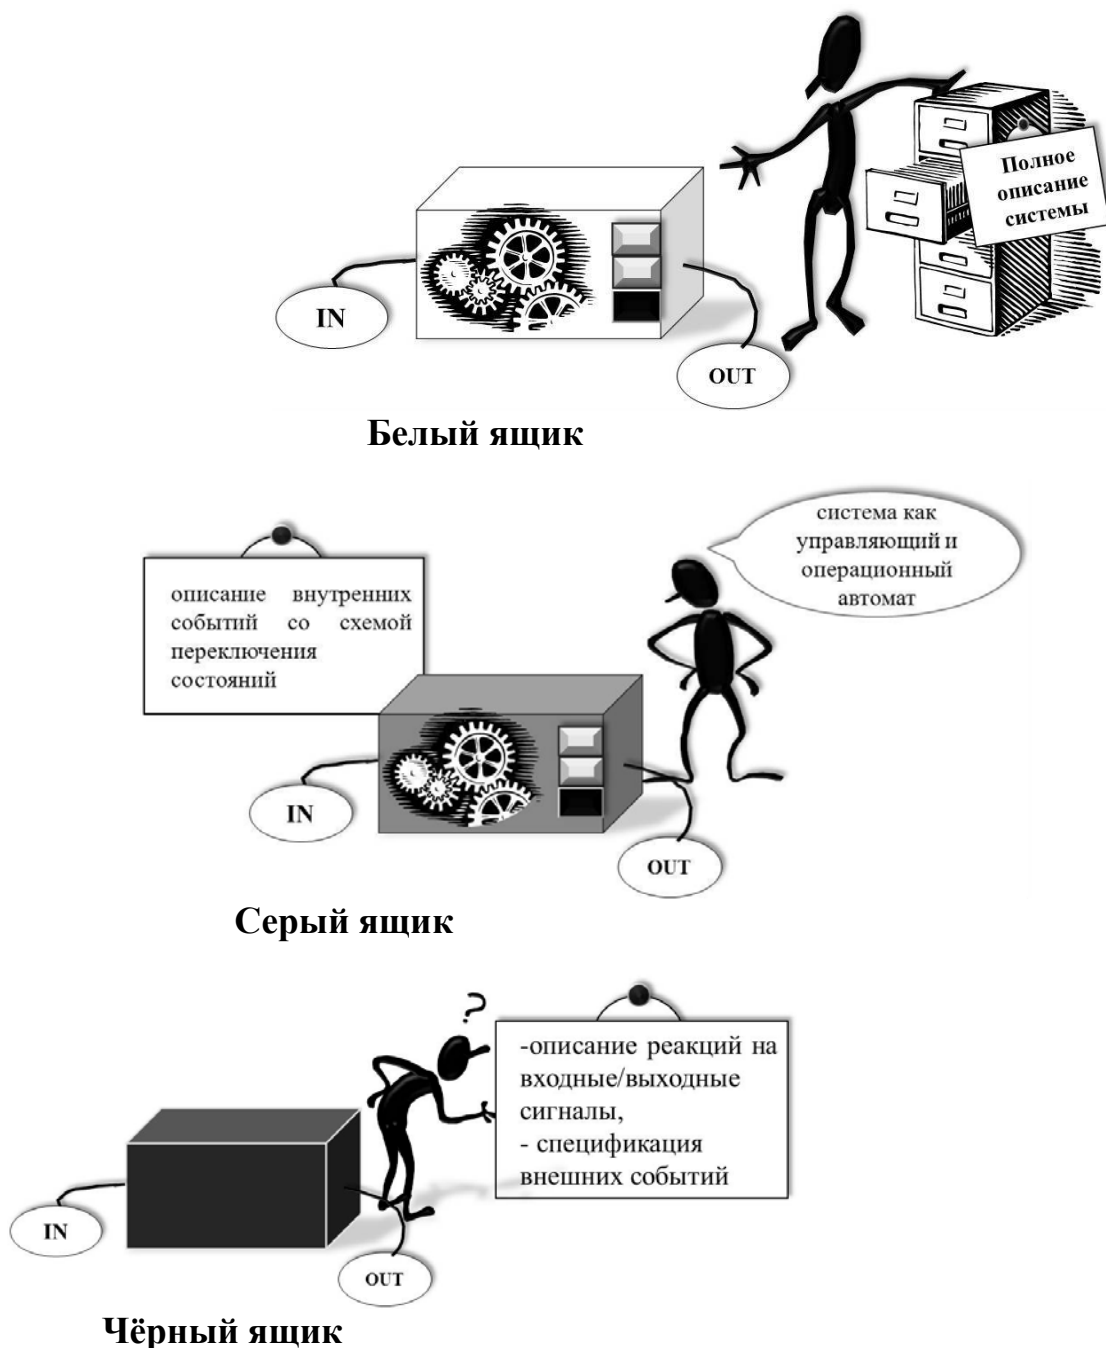 Полное
описание
системы
IN
OUT
Белый ящик
система как
управляющий и
операционный
автомат
описание внутренних
событий со схемой
переключения
состояний
IN
OUT
Серый ящик
?
-описание реакций на
входные/выходные
сигналы,
- спецификация
внешних событий
IN
OUT
Чёрный ящик